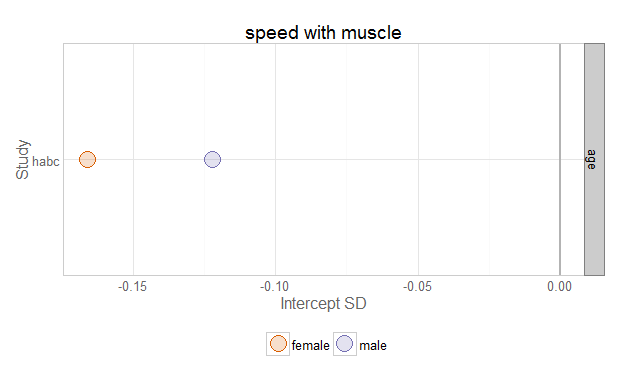 speed with muscle
Study
habc
age
-0.15 -0.10 -0.05 0.00
Intercept SD
female male